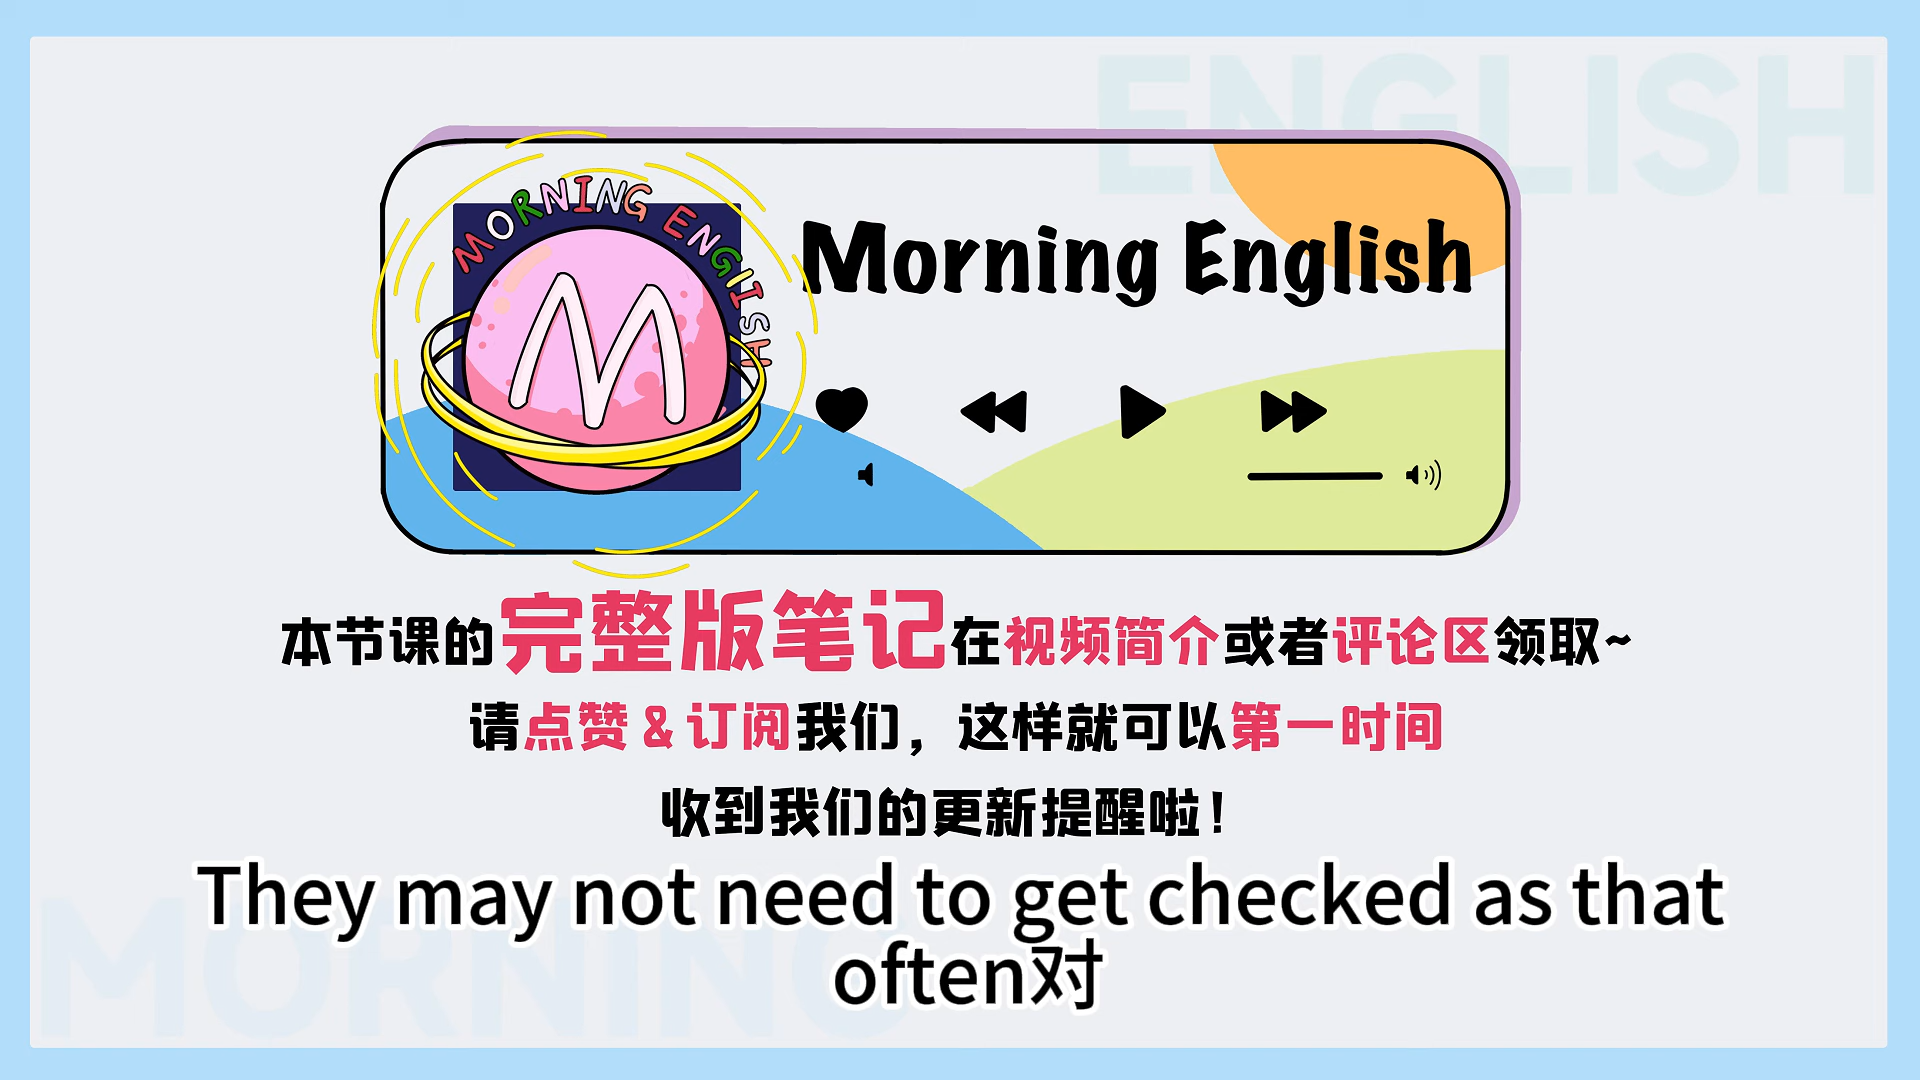 ENGLISH
MORNING ENGLISH
M
Morning English
本节课的完整版笔记在视频简介或者评论区领取~
请点赞&订阅我们，这样就可以第一时间
收到我们的更新提醒啦！
MORNING
They may not need to get checked as that
often对